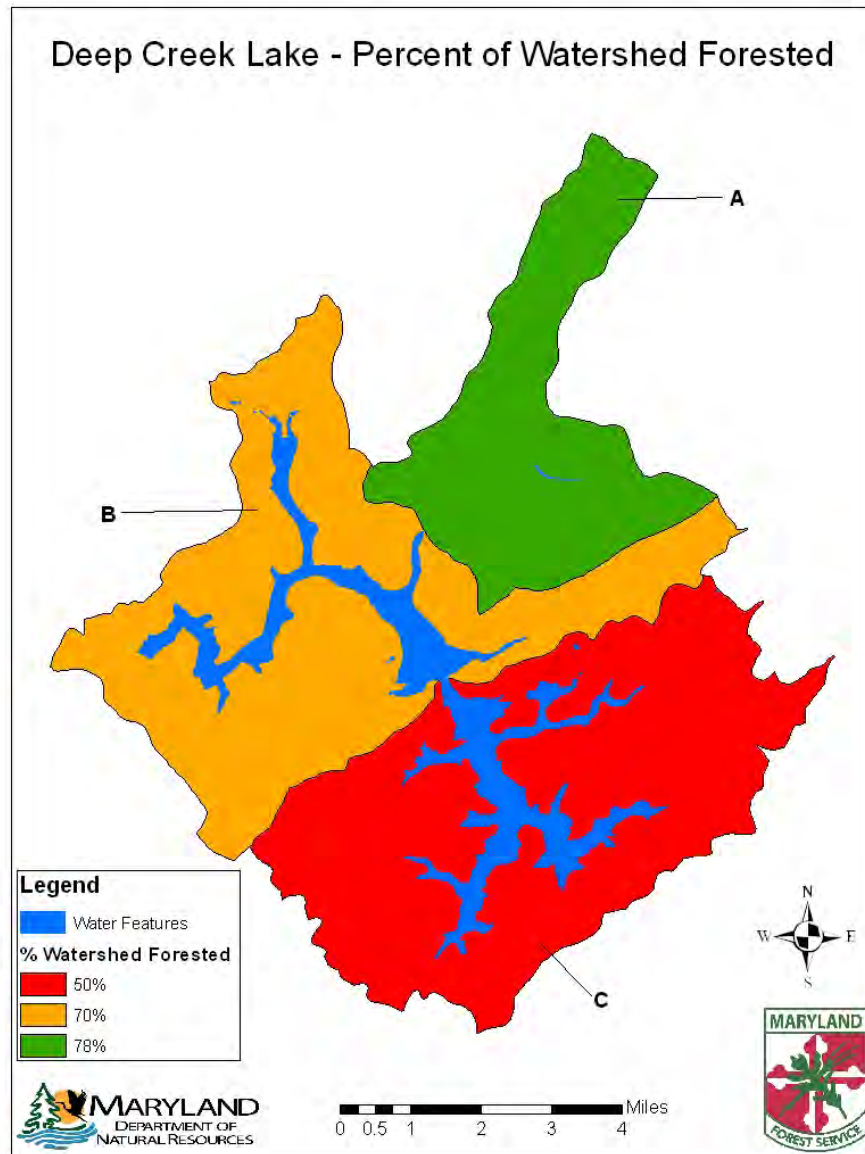 Deep Creek Lake - Percent of Watershed Forested
A
B
C
Legend
Water Features
% Watershed Forested
50%
70%
78%
N
W E
S
MARYLAND
DEPARTMENT OF
NATURAL RESOURCES
0 0.5 1 2 3 4 Miles
MARYLAND
FOREST SERVICE